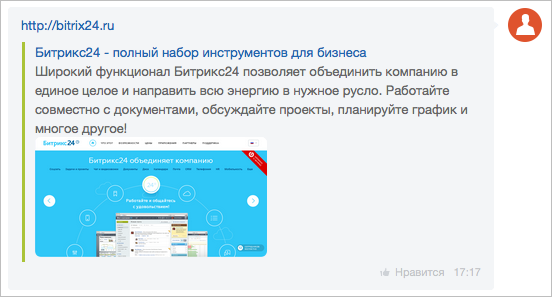 http://bitrix24.ru
Битрикс24 - полный набор инструментов для бизнеса
Широкий функционал Битрикс24 позволяет объединить компанию в
единое целое и направить всю энергию в нужное русло. Работайте
совместно с документами, обсуждайте проекты, планируйте график и
многое другое!
Битрикс24
Битрикс24 объединяет компанию
24
Работайте и общайтесь
с удовольствием!
Нравится 17:17